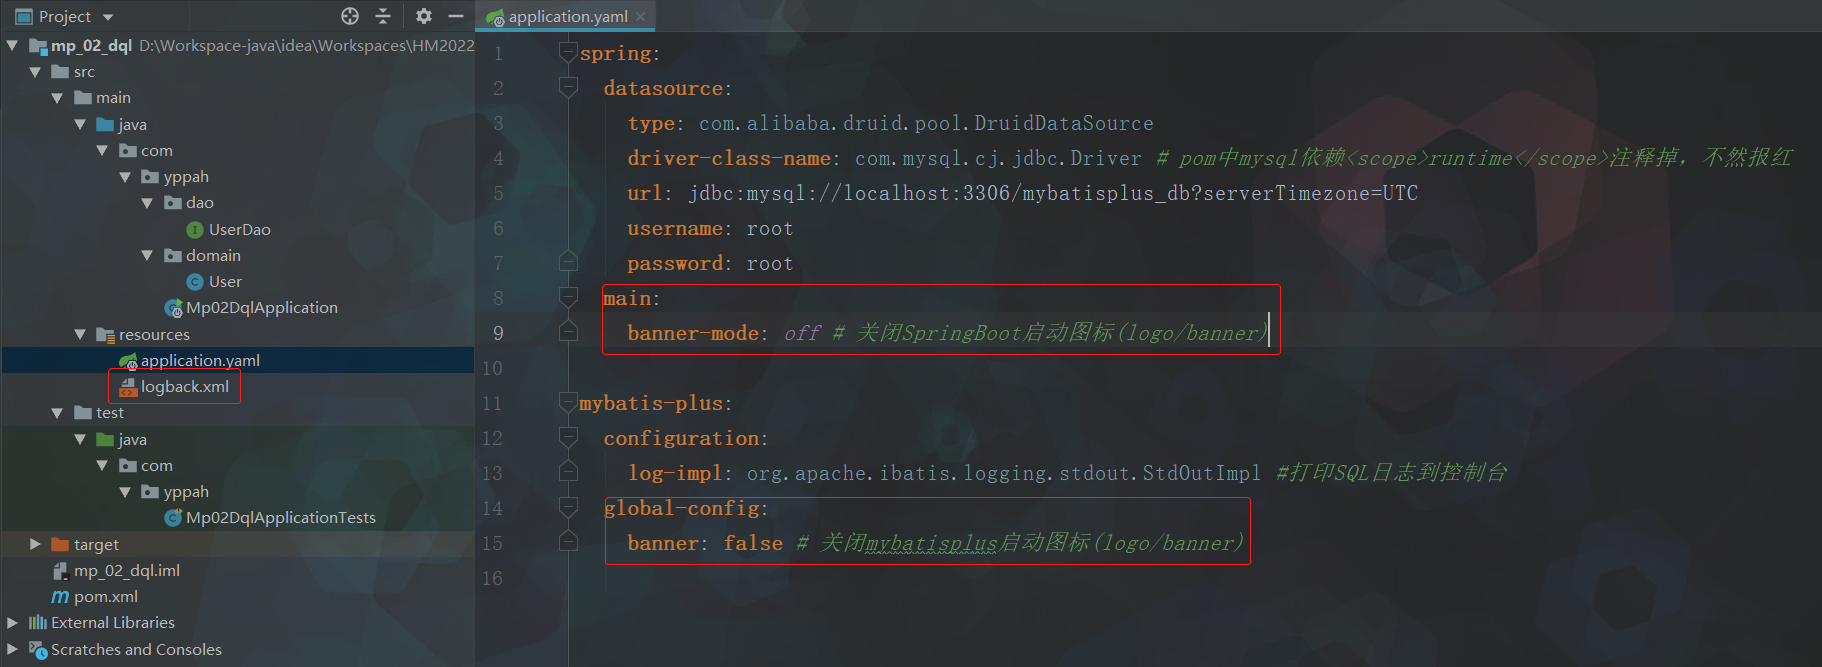 Project
mp_02_dql D:\Workspace-java\idea\Workspaces\HM2022
src
main
java
com
yppah
dao
UserDao
domain
User
Mp02DqlApplication
resources
application.yaml
logback.xml
test
java
com
yppah
Mp02DqlApplicationTests
target
mp_02_dql.iml
pom.xml
External Libraries
Scratches and Consoles
application.yaml
1 spring:
2 datasource:
3 type: com.alibaba.druid.pool.DruidDataSource
4 driver-class-name: com.mysql.cj.jdbc.Driver # pom中mysql依赖<scope>runtime</scope>注释掉，不然报红
5 url: jdbc:mysql://localhost:3306/mybatisplus_db?serverTimezone=UTC
6 username: root
7 password: root
8 main:
9 banner-mode: off # 关闭SpringBoot启动图标(logo/banner)
10
11 mybatis-plus:
12 configuration:
13 log-impl: org.apache.ibatis.logging.stdout.StdOutImpl #打印SQL日志到控制台
14 global-config:
15 banner: false # 关闭mybatisplus启动图标(logo/banner)
16